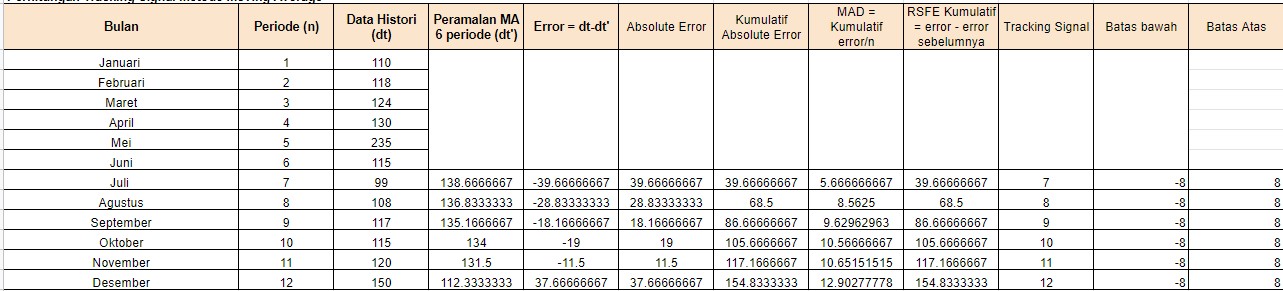 Perhitungan Tracking Signal Metode Moving Average
Bulan Periode (n) Data Histori (dt) Peramalan MA 6 periode (dt') Error = dt-dt' Absolute Error Kumulatif Absolute Error MAD = Kumulatif error/n RSFE Kumulatif = error - error sebelumnya Tracking Signal Batas bawah Batas Atas
Januari 1 110
Februari 2 118
Maret 3 124
April 4 130
Mei 5 235
Juni 6 115
Juli 7 99 138.6666667 -39.66666667 39.66666667 39.66666667 5.666666667 39.66666667 7 -8 8
Agustus 8 108 136.8333333 -28.83333333 28.83333333 68.5 8.5625 68.5 8 -8 8
September 9 117 135.1666667 -18.16666667 18.16666667 86.66666667 9.62962963 86.66666667 9 -8 8
Oktober 10 115 134 -19 19 105.6666667 10.56666667 105.6666667 10 -8 8
November 11 120 131.5 -11.5 11.5 117.1666667 10.65151515 117.1666667 11 -8 8
Desember 12 150 112.3333333 37.66666667 37.66666667 154.8333333 12.90277778 154.8333333 12 -8 8